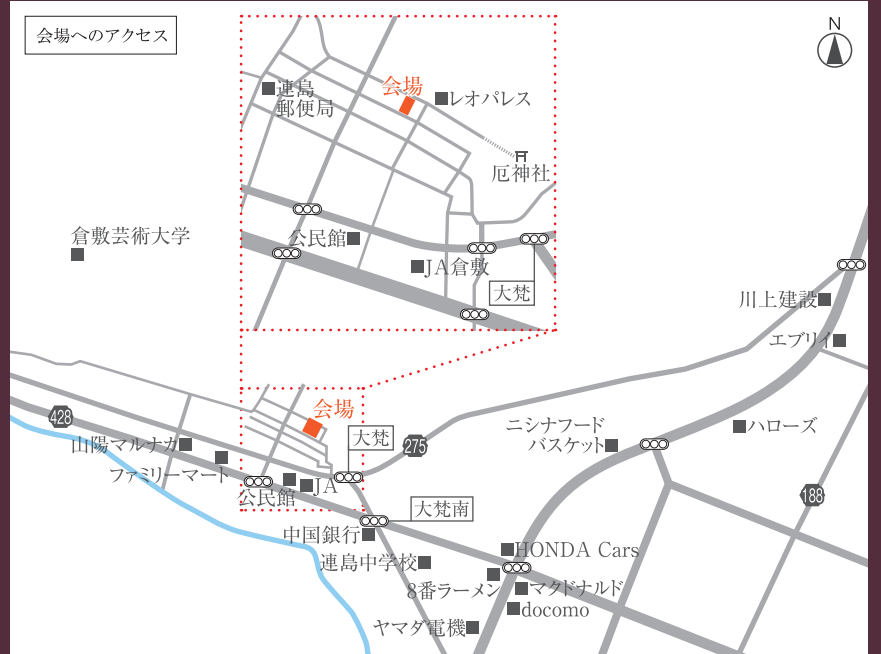 会場へのアクセス
N
連島
郵便局
会場
レオパレス
厄神社
公民館
JA倉敷
大梵
倉敷芸術大学
川上建設
エブリイ
428
会場
大梵
275
山陽マルナカ
ファミリーマート
公民館
JA
大梵南
ニシナフード
バスケット
ハローズ
188
中国銀行
HONDA Cars
連島中学校
8番ラーメン
マクドナルド
docomo
ヤマダ電機